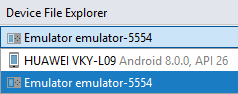 Device File Explorer
Emulator emulator-5554
HUAWEI VKY-L09 Android 8.0.0, API 26
Emulator emulator-5554